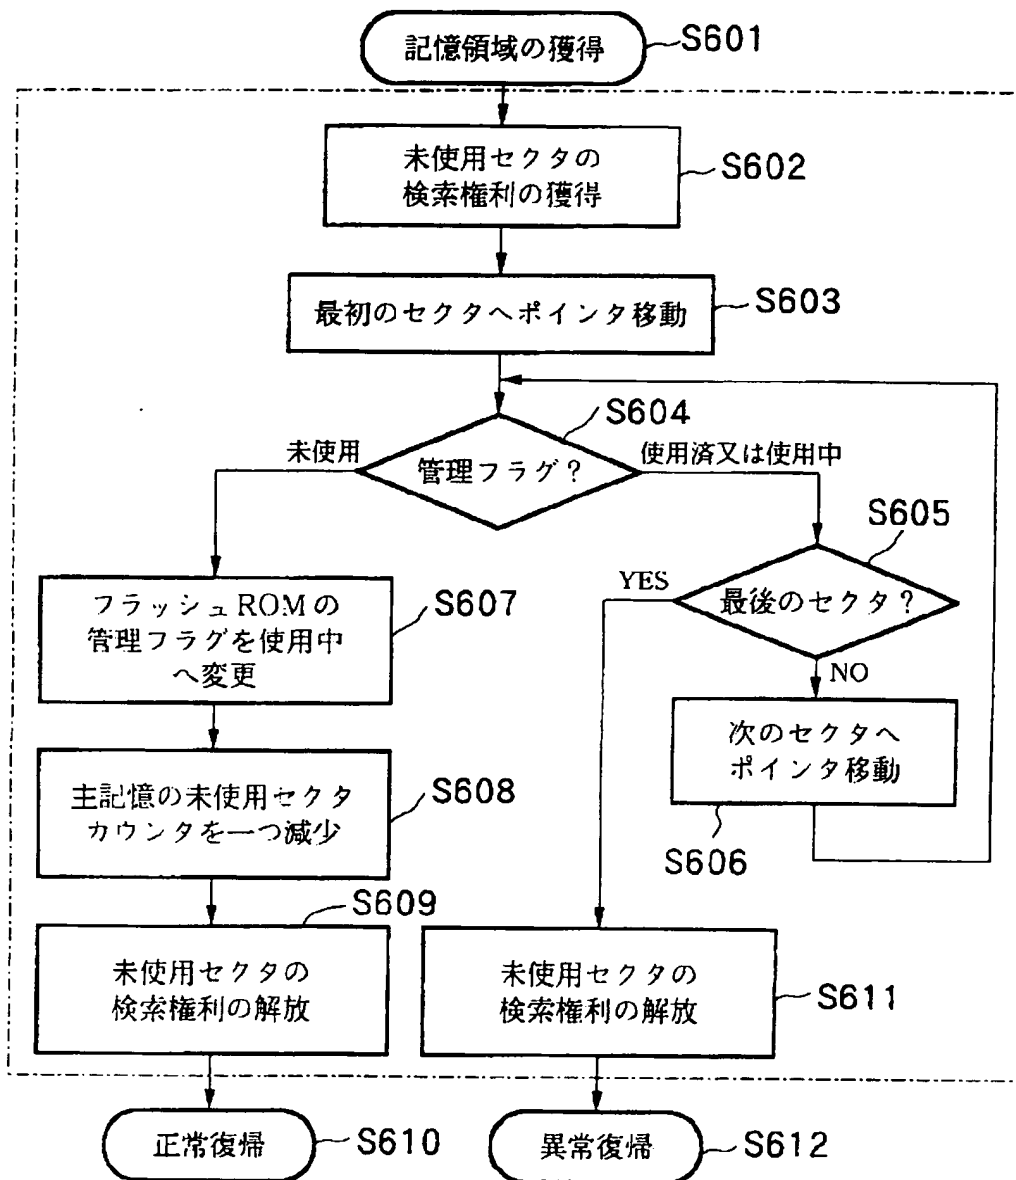 記憶領域の獲得
S601
未使用セクタの
検索権利の獲得
S602
最初のセクタへポインタ移動
S603
S604
未使用
管理フラグ?
使用済又は使用中
S605
YES
最後のセクタ?
NO
フラッシュROMの
管理フラグを使用中
へ変更
S607
次のセクタへ
ポインタ移動
S606
主記憶の未使用セクタ
カウンタを一つ減少
S608
S609
未使用セクタの
検索権利の解放
未使用セクタの
検索権利の解放
S611
正常復帰
S610
異常復帰
S612